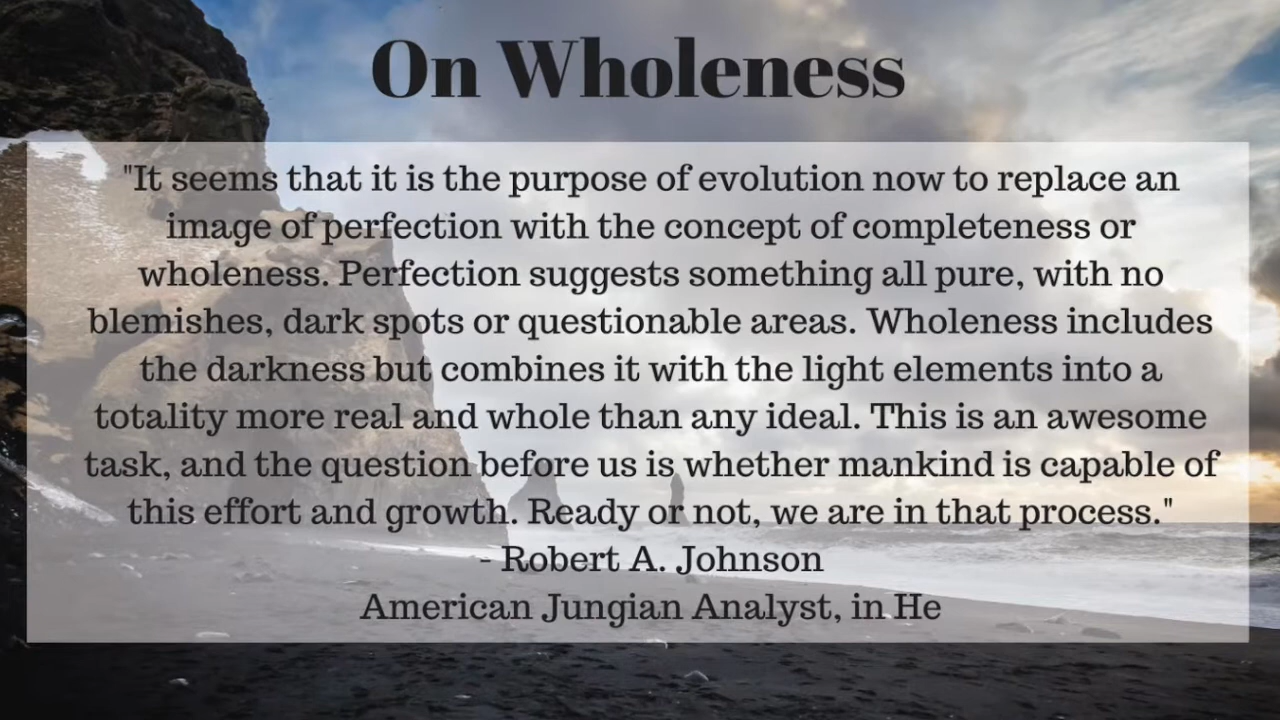 On Wholeness
"It seems that it is the purpose of evolution now to replace an
image of perfection with the concept of completeness or
wholeness. Perfection suggests something all pure, with no
blemishes, dark spots or questionable areas. Wholeness includes
the darkness but combines it with the light elements into a
totality more real and whole than any ideal. This is an awesome
task, and the question before us is whether mankind is capable of
this effort and growth. Ready or not, we are in that process."
- Robert A. Johnson
American Jungian Analyst, in He